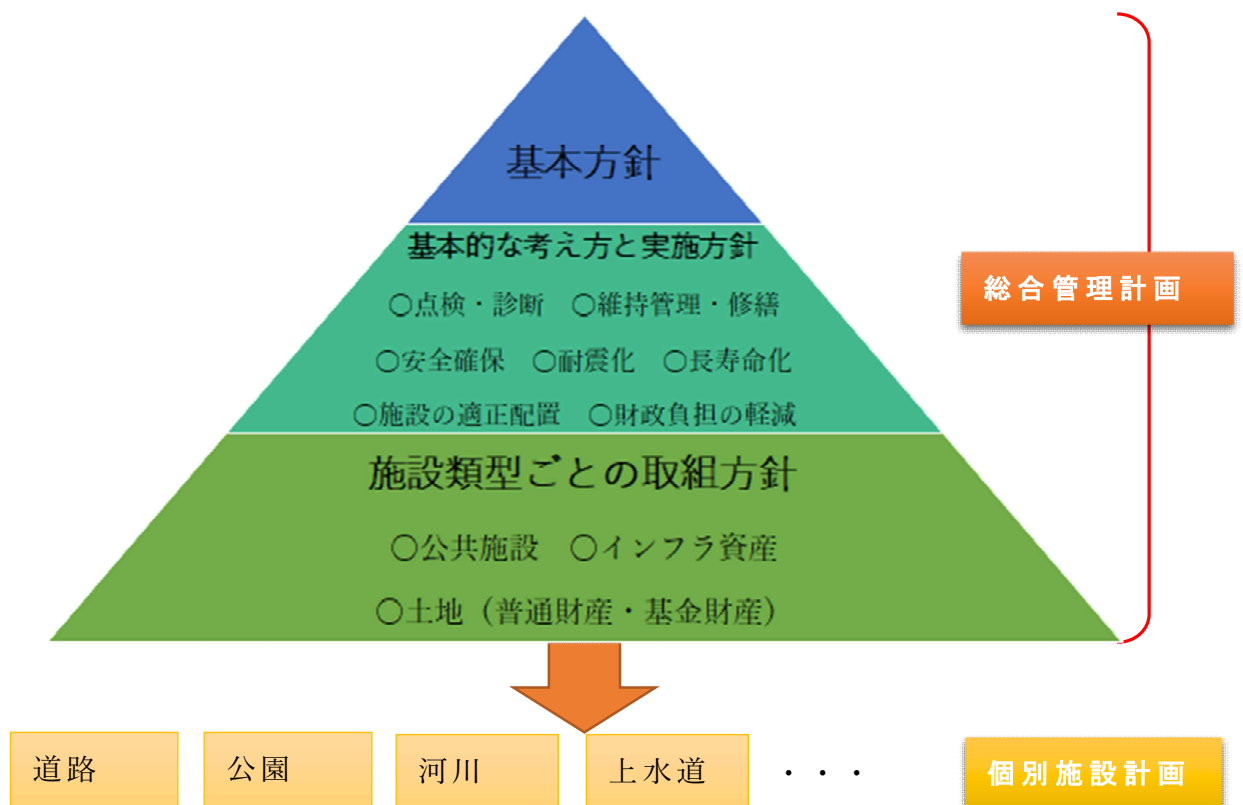 基本方針
基本的な考え方と実施方針
○点検・診断 ○維持管理・修繕
○安全確保 ○耐震化 ○長寿命化
○施設の適正配置 ○財政負担の軽減
総合管理計画
施設類型ごとの取組方針
○公共施設 ○インフラ資産
○土地（普通財産・基金財産）
道路 公園 河川 上水道 ・・・ 個別施設計画